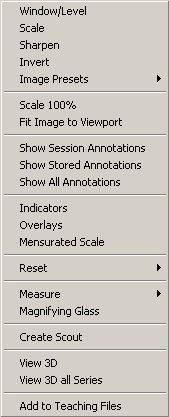 Window/Level
Scale
Sharpen
Invert
Image Presets
Scale 100%
Fit Image to Viewport
Show Session Annotations
Show Stored Annotations
Show All Annotations
Indicators
Overlays
Mensurated Scale
Reset
Measure
Magnifying Glass
Create Scout
View 3D
View 3D all Series
Add to Teaching Files